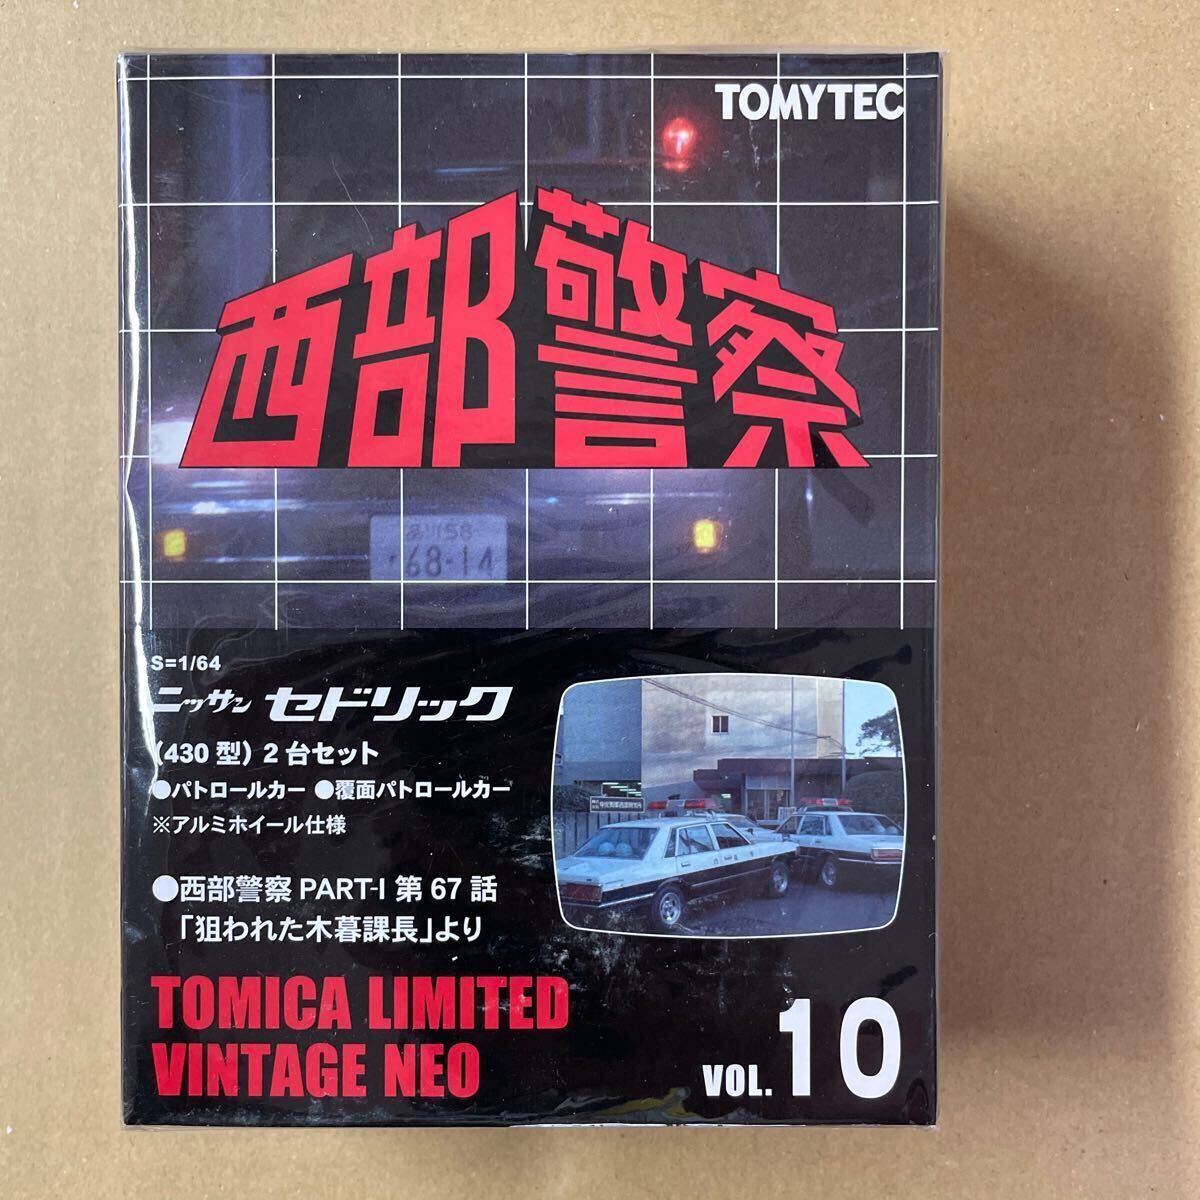 TOMYTEC
西部警察
68-14
S=1/64
ニッサン セドリック
(430型) 2台セット
●パトロールカー ●覆面パトロールカー
※アルミホイール仕様
●西部警察 PART-I 第67話
「狙われた木暮課長」より
TOMICA LIMITED
VINTAGE NEO
VOL.10